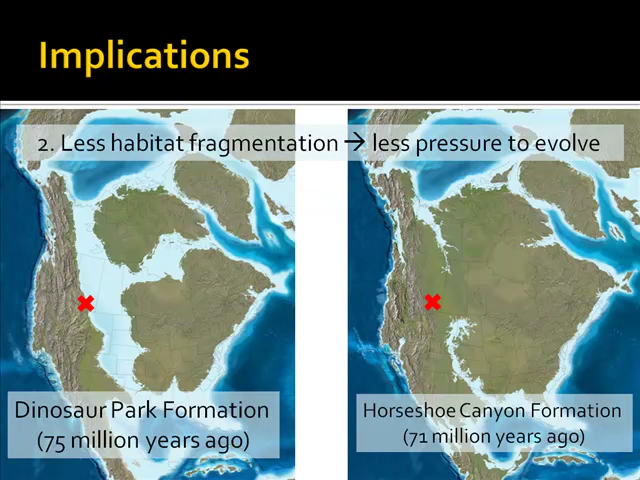 Implications
2. Less habitat fragmentation → less pressure to evolve
Dinosaur Park Formation
(75 million years ago)
Horseshoe Canyon Formation
(71 million years ago)